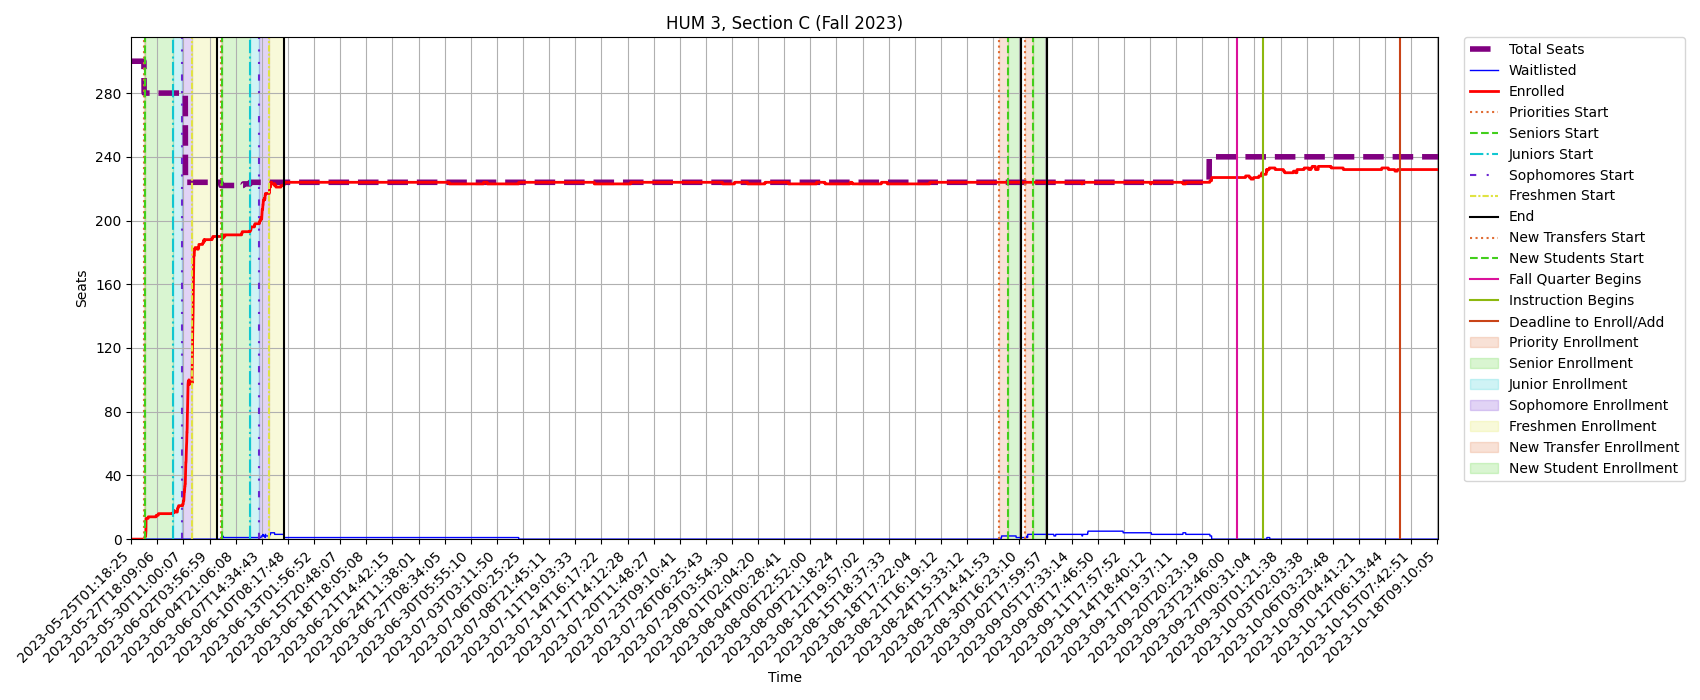 HUM 3, Section C (Fall 2023)
Seats
280
240
200
160
120
80
40
0
2023-05-25T01:18:25
2023-05-27T18:09:06
2023-05-30T11:00:07
2023-06-02T03:56:59
2023-06-04T21:06:08
2023-06-07T14:34:43
2023-06-10T08:17:48
2023-06-13T01:56:52
2023-06-15T20:48:07
2023-06-18T18:05:08
2023-06-21T14:42:15
2023-06-24T11:38:01
2023-06-27T08:34:05
2023-06-30T05:55:10
2023-07-03T03:11:50
2023-07-06T00:25:25
2023-07-08T21:45:11
2023-07-11T19:03:33
2023-07-14T16:17:22
2023-07-17T14:12:28
2023-07-20T11:48:27
2023-07-23T09:10:41
2023-07-26T06:25:43
2023-07-29T03:54:30
2023-08-01T02:04:20
2023-08-04T00:28:41
2023-08-06T22:52:00
2023-08-09T21:18:24
2023-08-12T19:57:02
2023-08-15T18:37:33
2023-08-18T17:22:04
2023-08-21T16:19:12
2023-08-24T15:33:12
2023-08-27T14:41:53
2023-08-30T16:23:10
2023-09-02T17:59:57
2023-09-05T17:33:14
2023-09-08T17:46:50
2023-09-11T17:57:52
2023-09-14T18:40:12
2023-09-17T19:37:11
2023-09-20T20:23:19
2023-09-23T23:46:00
2023-09-27T00:31:04
2023-09-30T01:21:38
2023-10-03T02:03:38
2023-10-06T03:23:48
2023-10-09T04:41:21
2023-10-12T06:13:44
2023-10-15T07:42:51
2023-10-18T09:10:05
Time
Total Seats
Waitlisted
Enrolled
Priorities Start
Seniors Start
Juniors Start
Sophomores Start
Freshmen Start
End
New Transfers Start
New Students Start
Fall Quarter Begins
Instruction Begins
Deadline to Enroll/Add
Priority Enrollment
Senior Enrollment
Junior Enrollment
Sophomore Enrollment
Freshmen Enrollment
New Transfer Enrollment
New Student Enrollment